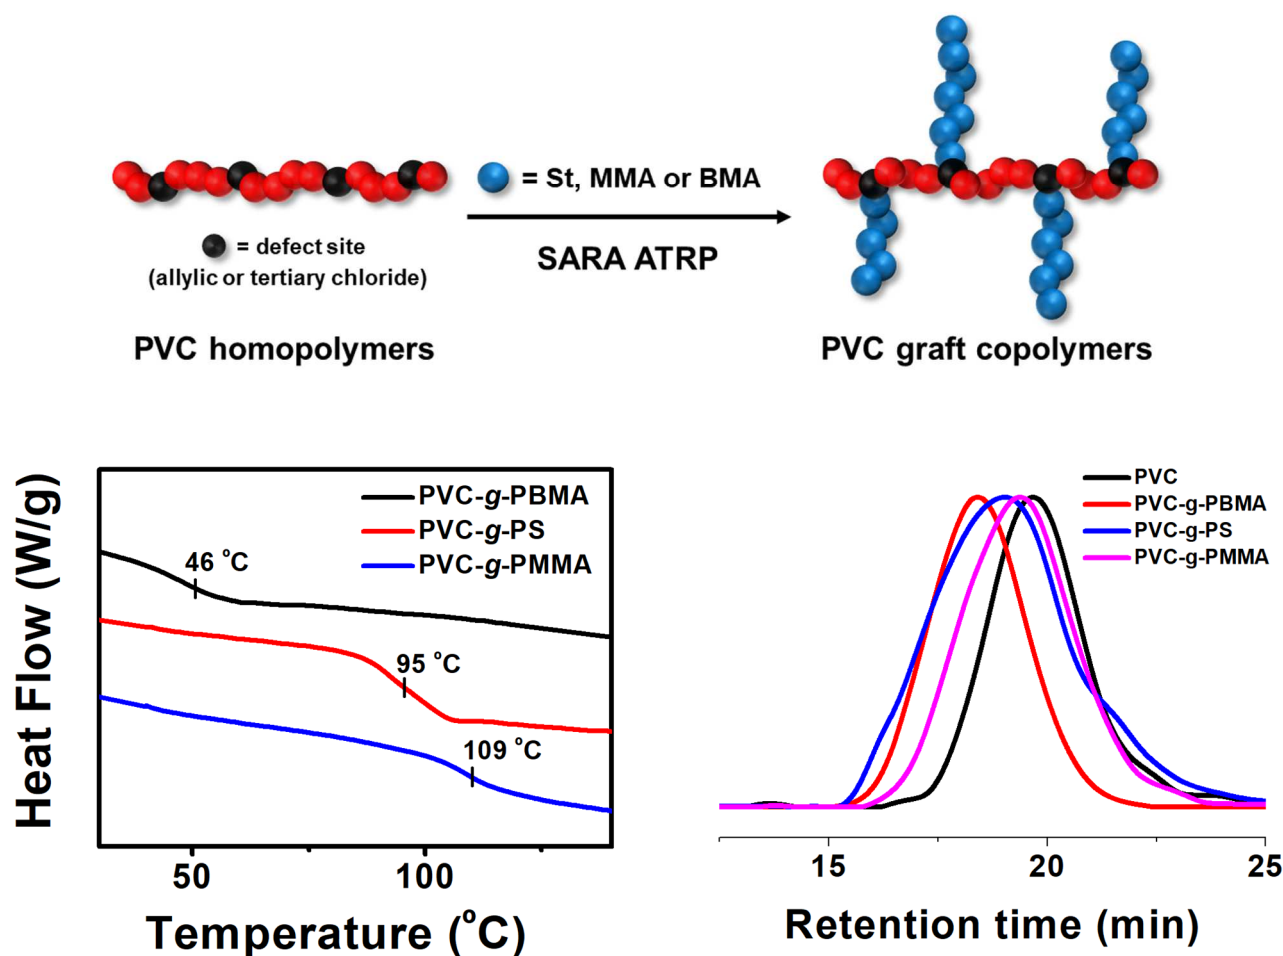 = St, MMA or BMA
SARA ATRP
= defect site
(allylic or tertiary chloride)
PVC homopolymers
PVC graft copolymers
Heat Flow (W/g)
PVC-g-PBMA
PVC-g-PS
PVC-g-PMMA
46 °C
95 °C
109 °C
50
100
Temperature (°C)
PVC
PVC-g-PBMA
PVC-g-PS
PVC-g-PMMA
15
20
25
Retention time (min)